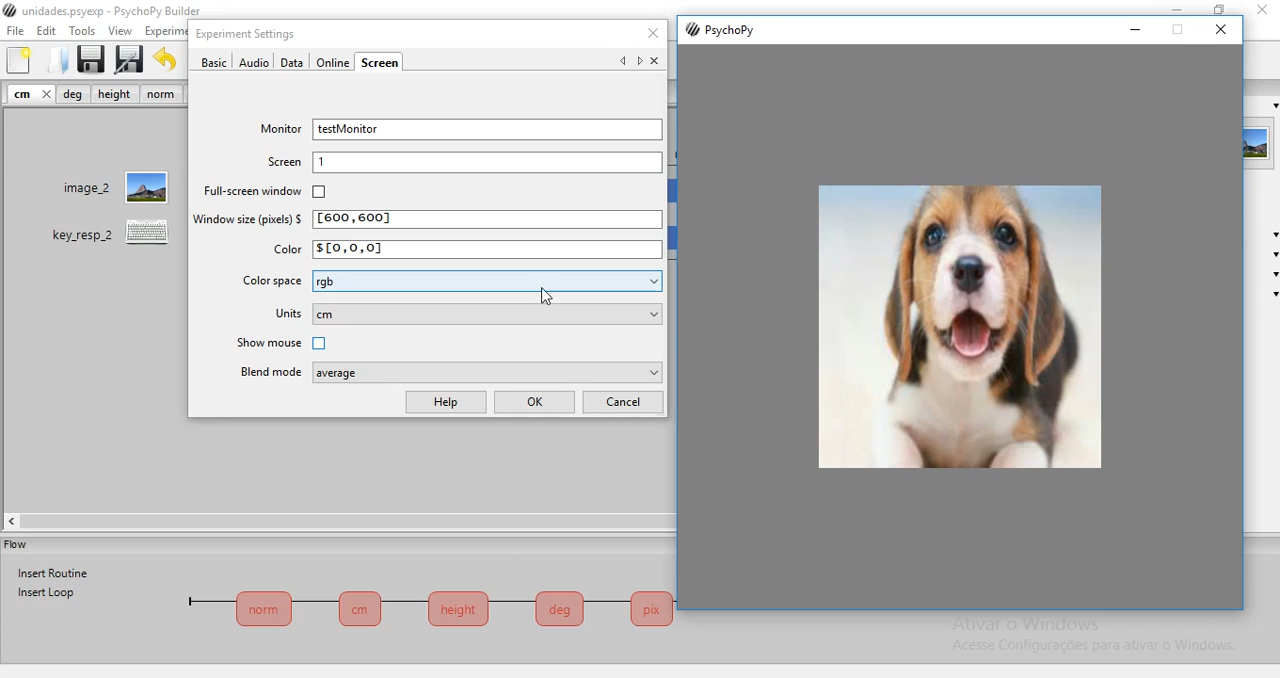 unidades.psyexp - PsychoPy Builder
File Edit Tools View Experime
Experiment Settings
PsychoPy
Basic Audio Data Online Screen
cm deg height norm
Monitor testMonitor
Screen 1
Full-screen window
Window size (pixels) $ [600,600]
Color $[0,0,0]
Color space rgb
Units cm
Show mouse
Blend mode average
Help OK Cancel
image_2
key_resp_2
Flow
Insert Routine
Insert Loop
norm cm height deg pix
Ativar o Windows
Acesse Configurações para ativar o Windows.